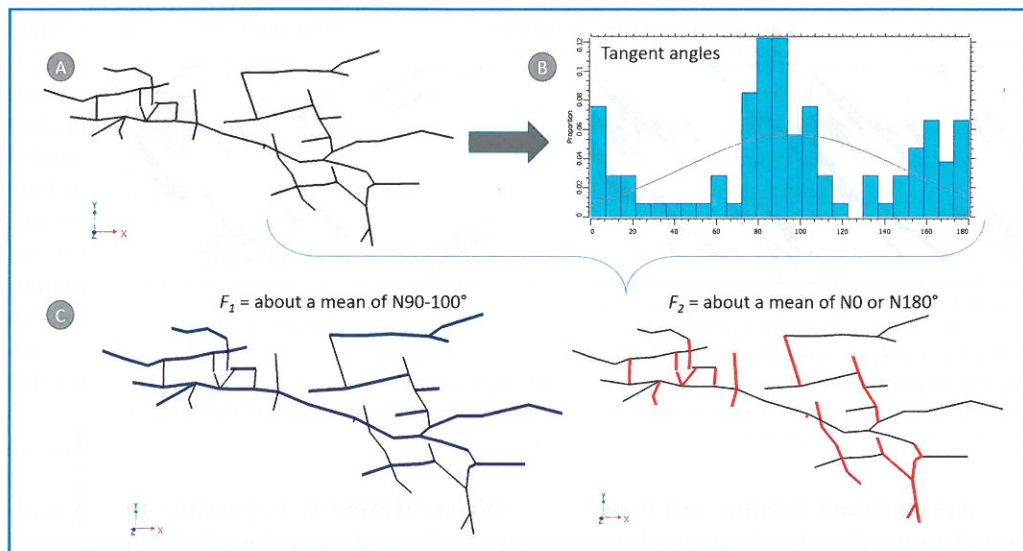 A
B
Tangent angles
Proportion
0.12
0.1
0.08
0.06
0.04
0.02
0
0 20 40 60 80 100 120 140 160 180
Y
Z X
C
F₁ = about a mean of N90-100°
F₂ = about a mean of N0 or N180°
Y
Z X
Y
Z X